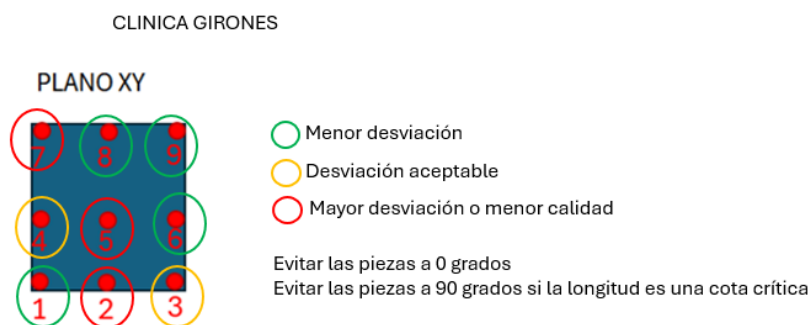 CLINICA GIRONES
PLANO XY
7 8 9
4 5 6
1 2 3
Menor desviación
Desviación aceptable
Mayor desviación o menor calidad
Evitar las piezas a 0 grados
Evitar las piezas a 90 grados si la longitud es una cota crítica